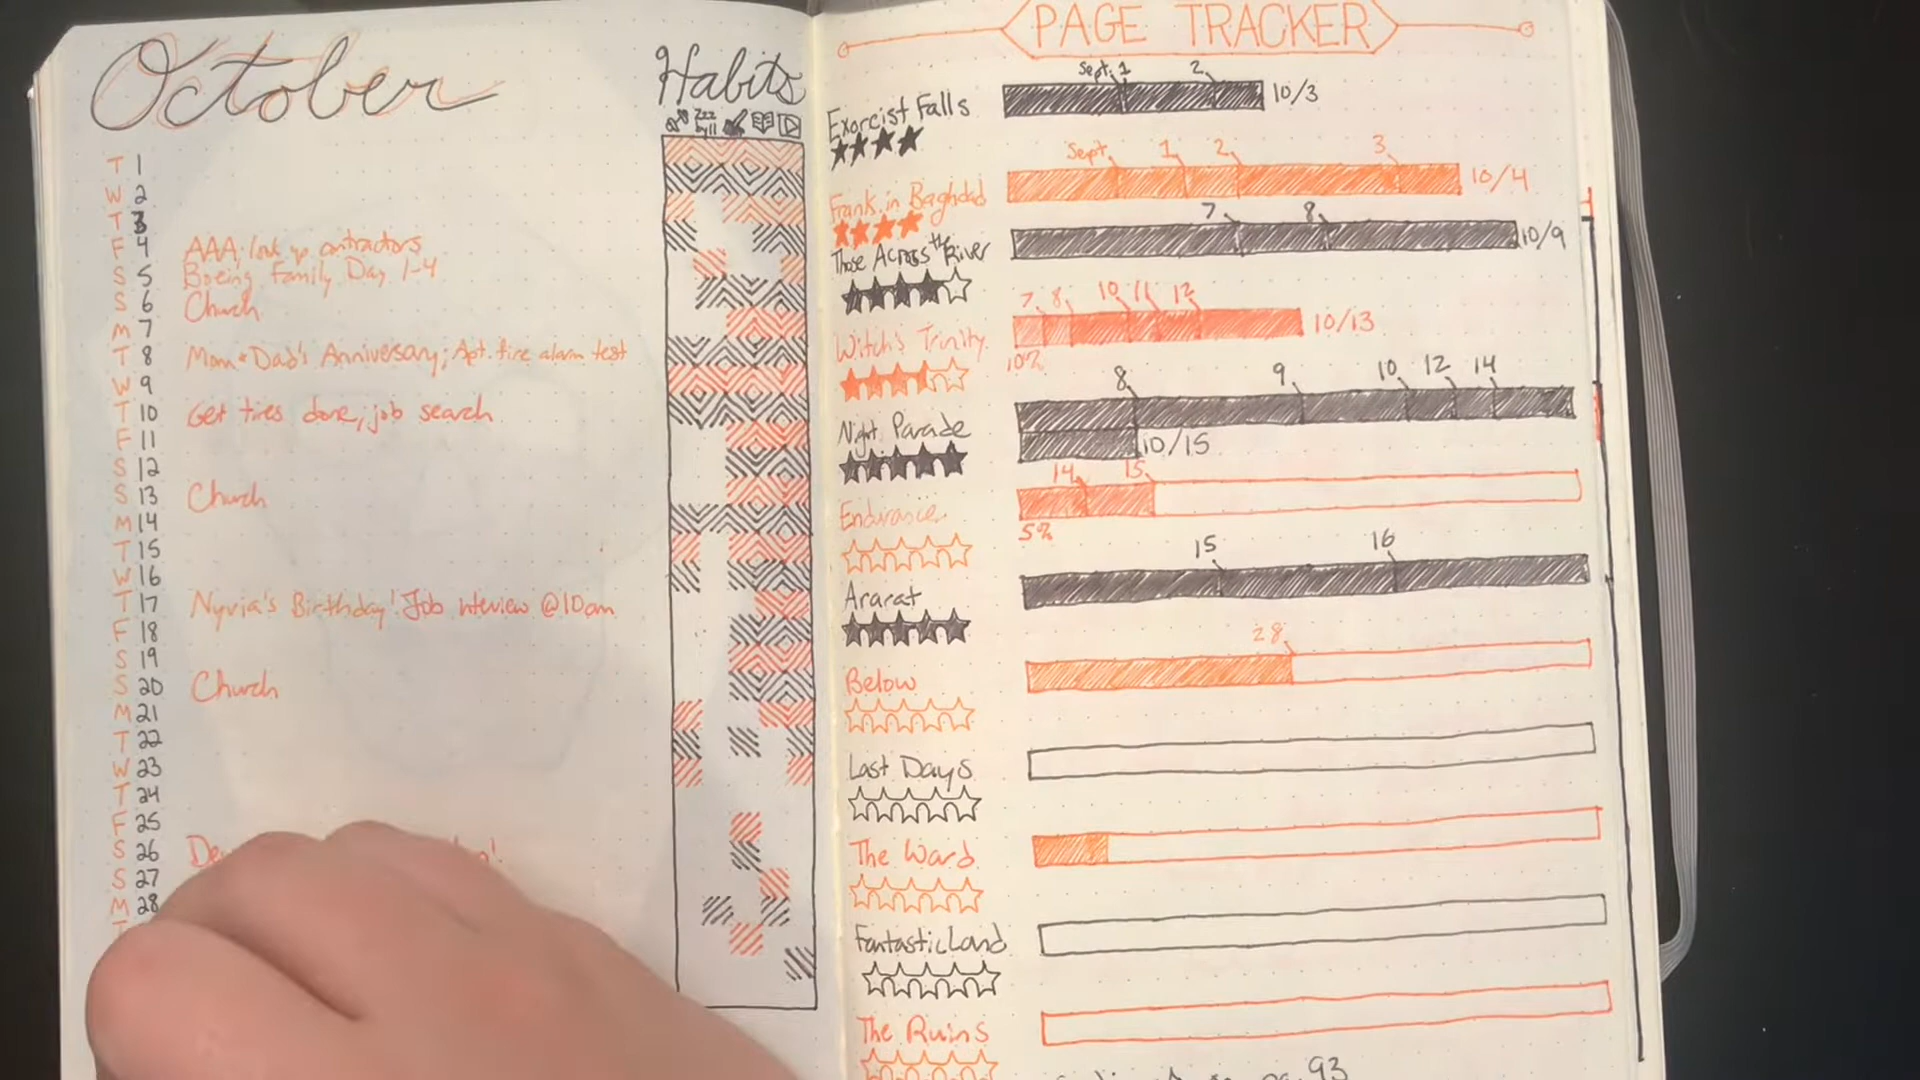 October
Habits
T 1
W 2
T 3
F 4 AAA, look up contractors
S 5 Boeing Family Day 1-4
S 6 Church
M 7
T 8 Mom + Dad's Anniversary; Apt. fire alarm test
W 9
T 10 Get tires done, job search
F 11
S 12
S 13 Church
M 14
T 15
W 16
T 17 Nyvia's Birthday! Job interview @10am
F 18
S 19
S 20 Church
M 21
T 22
W 23
T 24
F 25
S 26
S 27
M 28
PAGE TRACKER
Sept. 1 2
Exorcist Falls 10/3
Sept. 1 2 3
Frank. in Baghdad 10/4
7 8
Those Across the River 10/9
7 8 10 11 12
Witch's Trinity 10/13
10%
8 9 10 12 14
Night Parade
10/15
14 15
Endurance
5%
15 16
Ararat
28
Below
Last Days
The Ward
FantasticLand
The Ruins
pg. 93